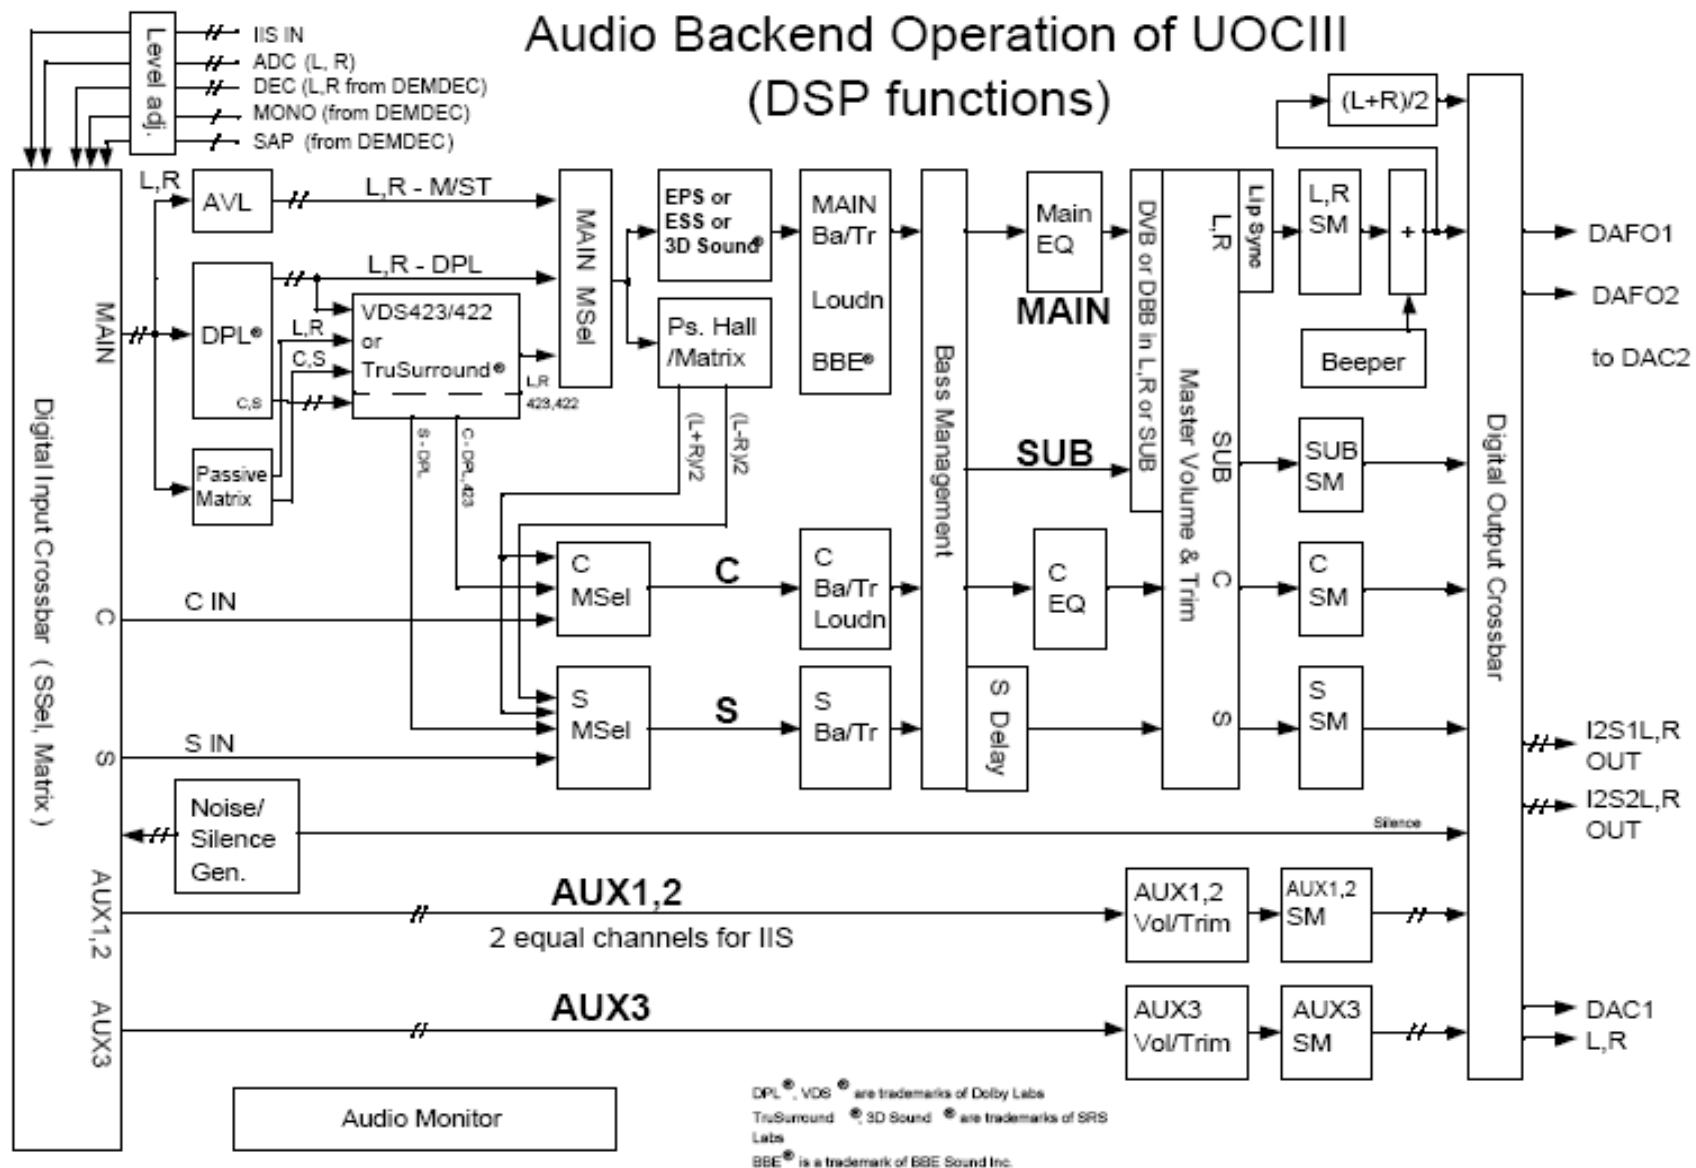 Audio Backend Operation of UOCIII
(DSP functions)
Level adj.
IIS IN
ADC (L, R)
DEC (L,R from DEMDEC)
MONO (from DEMDEC)
SAP (from DEMDEC)
(L+R)/2
Digital Input Crossbar ( SSel, Matrix )
MAIN
C
S
AUX1,2
AUX3
L,R
AVL
L,R - M/ST
DPL®
C,S
L,R - DPL
L,R
C,S
VDS423/422
or
TruSurround®
L,R
423,422
Passive
Matrix
S - DPL
C - DPL,423
MAIN MSel
EPS or
ESS or
3D Sound®
Ps. Hall
/Matrix
(L+R)/2
(L-R)/2
MAIN
Ba/Tr
Loudn
BBE®
Bass Management
Main
EQ
MAIN
SUB
DVB or DBB in L,R or SUB
Master Volume & Trim
L,R
SUB
C
S
Lip Sync
L,R
SM
+
Beeper
SUB
SM
Digital Output Crossbar
DAFO1
DAFO2
to DAC2
C IN
C
MSel
C
C
Ba/Tr
Loudn
C
EQ
C
SM
S IN
S
MSel
S
S
Ba/Tr
S Delay
S
SM
I2S1L,R
OUT
I2S2L,R
OUT
Noise/
Silence
Gen.
Silence
AUX1,2
2 equal channels for IIS
AUX1,2
Vol/Trim
AUX1,2
SM
AUX3
AUX3
Vol/Trim
AUX3
SM
DAC1
L,R
Audio Monitor
DPL®, VDS ® are trademarks of Dolby Labs
TruSurround ®, 3D Sound ® are trademarks of SRS
Labs
BBE® is a trademark of BBE Sound Inc.